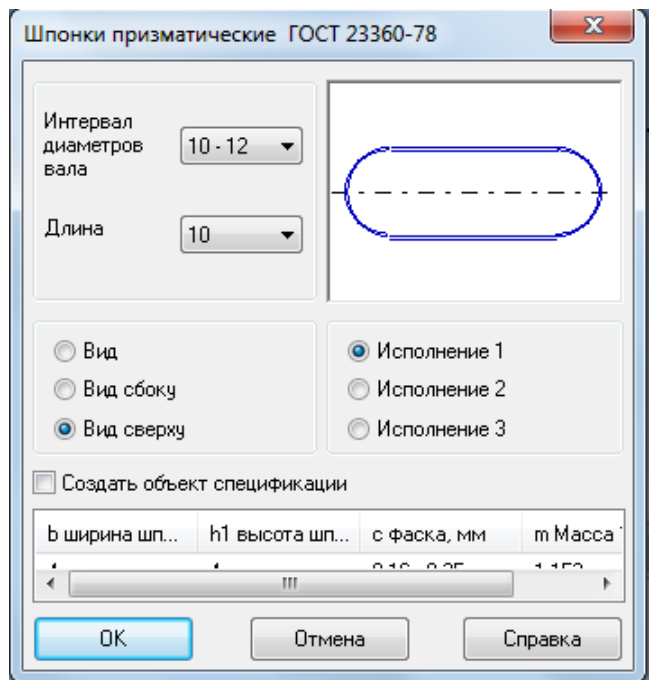 Шпонки призматические ГОСТ 23360-78
Интервал
диаметров
вала
10 - 12
Длина
10
Вид
Вид сбоку
Вид сверху
Исполнение 1
Исполнение 2
Исполнение 3
Создать объект спецификации
b ширина шп... h1 высота шп... с фаска, мм m Масса
OK Отмена Справка